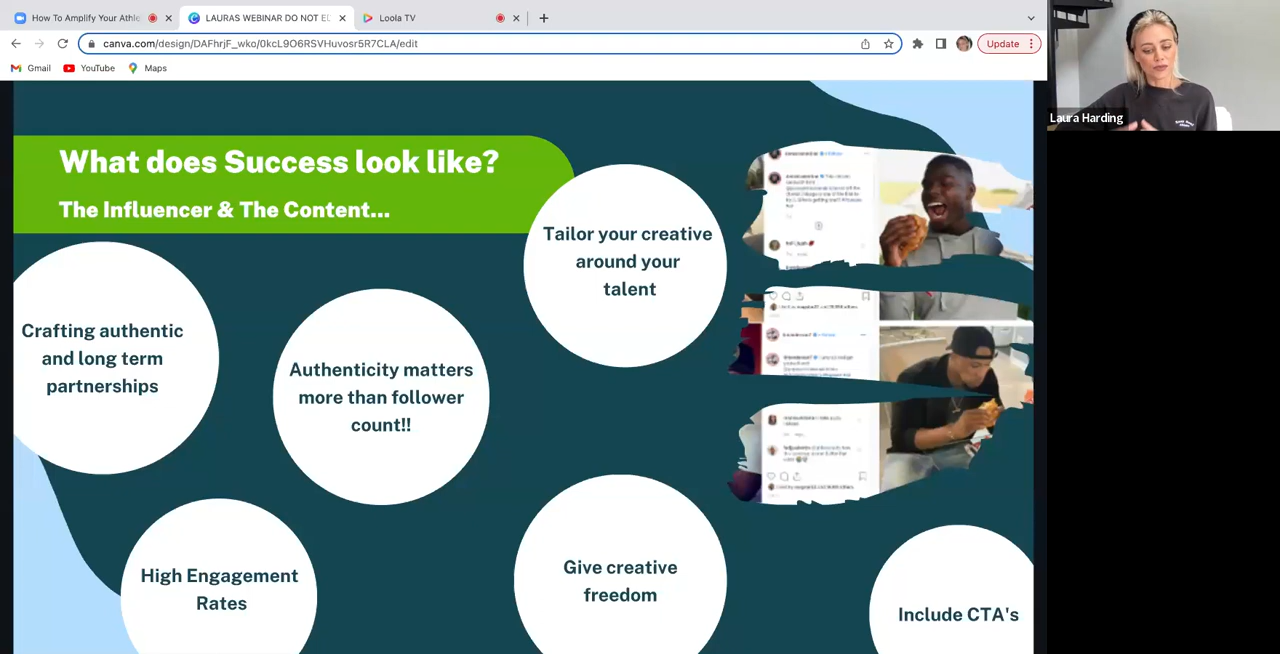 How To Amplify Your Athle
LAURAS WEBINAR DO NOT ED
Loola TV
canva.com/design/DAFhrjF_wko/0kcL9O6RSVHuvosr5R7CLA/edit
Update
Gmail
YouTube
Maps
Laura Harding
What does Success look like?
The Influencer & The Content...
Tailor your creative
around your
talent
Crafting authentic
and long term
partnerships
Authenticity matters
more than follower
count!!
High Engagement
Rates
Give creative
freedom
Include CTA's